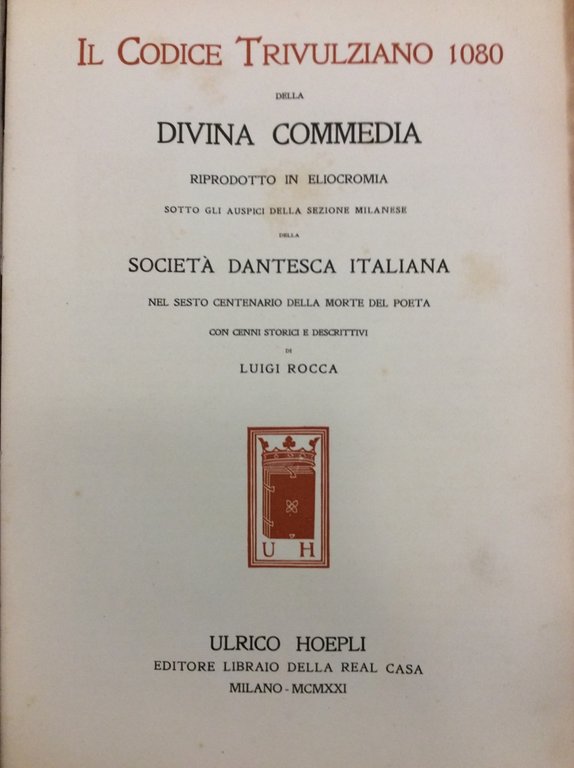 IL CODICE TRIVULZIANO 1080
DELLA
DIVINA COMMEDIA
RIPRODOTTO IN ELIOCROMIA
SOTTO GLI AUSPICI DELLA SEZIONE MILANESE
DELLA
SOCIETÀ DANTESCA ITALIANA
NEL SESTO CENTENARIO DELLA MORTE DEL POETA
CON CENNI STORICI E DESCRITTIVI
DI
LUIGI ROCCA
U H
ULRICO HOEPLI
EDITORE LIBRAIO DELLA REAL CASA
MILANO - MCMXXI